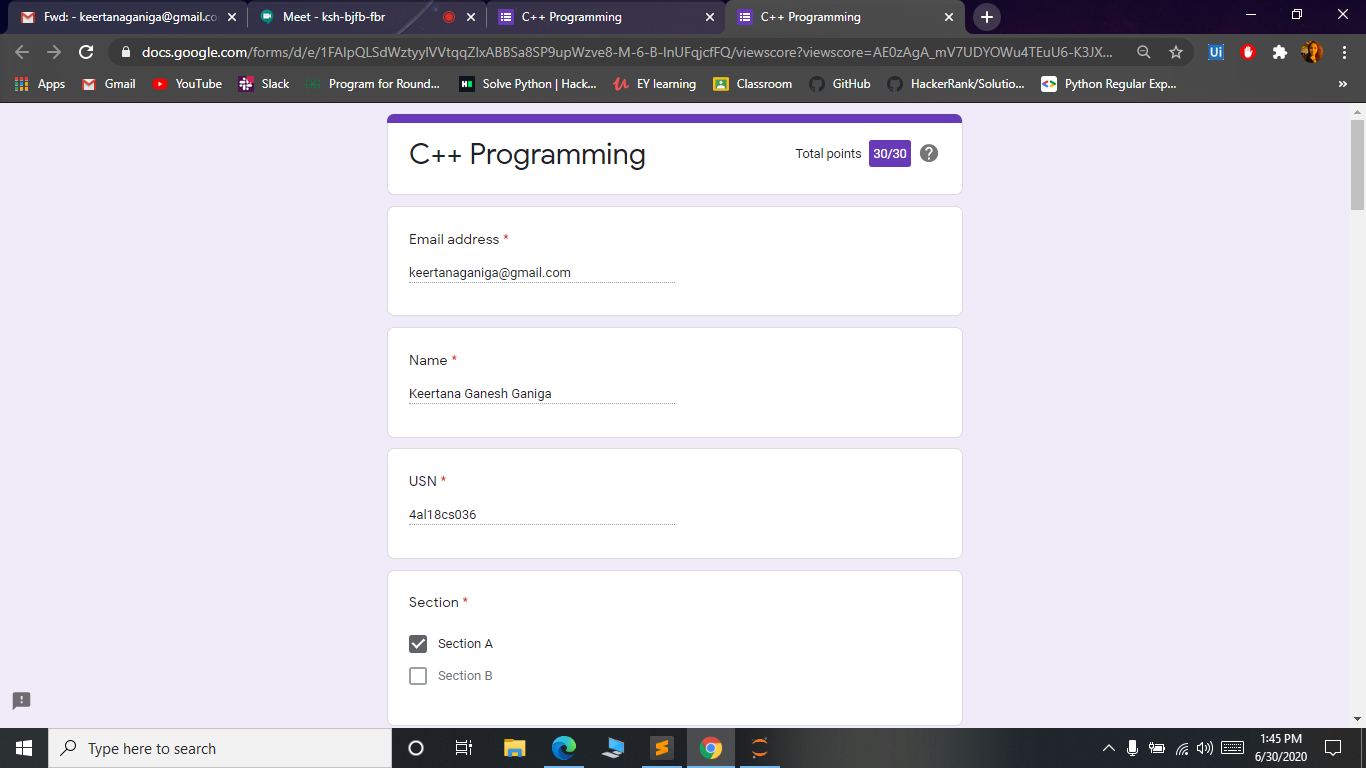 Fwd: - keertanaganiga@gmail.co
Meet - ksh-bjfb-fbr
C++ Programming
C++ Programming
docs.google.com/forms/d/e/1FAIpQLSdWztyyIVVtqqZIxABBSa8SP9upWzve8-M-6-B-InUFqjcfFQ/viewscore?viewscore=AE0zAgA_mV7UDYOWu4TEuU6-K3JX...
Apps
Gmail
YouTube
Slack
Program for Round...
Solve Python | Hack...
EY learning
Classroom
GitHub
HackerRank/Solutio...
Python Regular Exp...
»
C++ Programming
Total points 30/30
Email address *
keertanaganiga@gmail.com
Name *
Keertana Ganesh Ganiga
USN *
4al18cs036
Section *
Section A
Section B
Type here to search
1:45 PM
6/30/2020